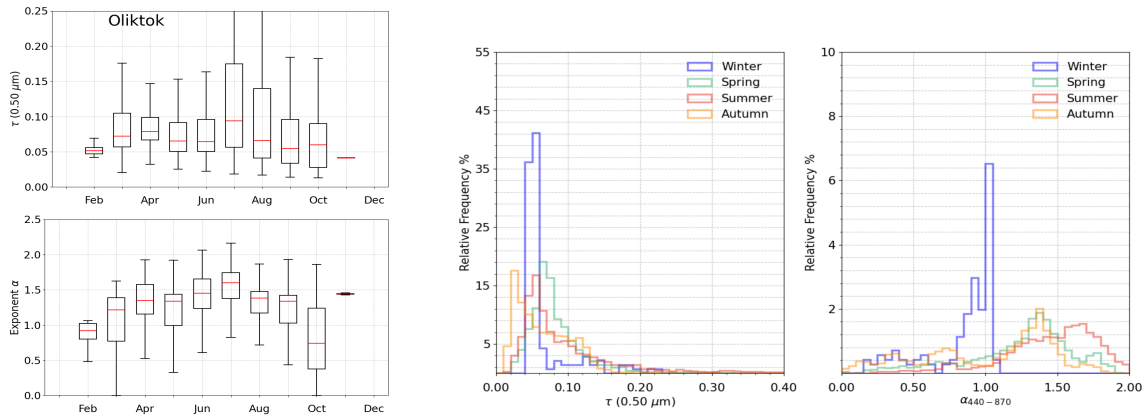 Oliktok
0.25
0.20
0.15
0.10
0.05
0.00
τ (0.50 μm)
Feb Apr Jun Aug Oct Dec
2.5
2.0
1.5
1.0
0.5
0.0
Exponent α
Feb Apr Jun Aug Oct Dec
55
45
35
25
15
5
Relative Frequency %
Winter
Spring
Summer
Autumn
0.00 0.10 0.20 0.30 0.40
τ (0.50 μm)
10
8
6
4
2
Relative Frequency %
Winter
Spring
Summer
Autumn
0.00 0.50 1.00 1.50 2.00
α440−870